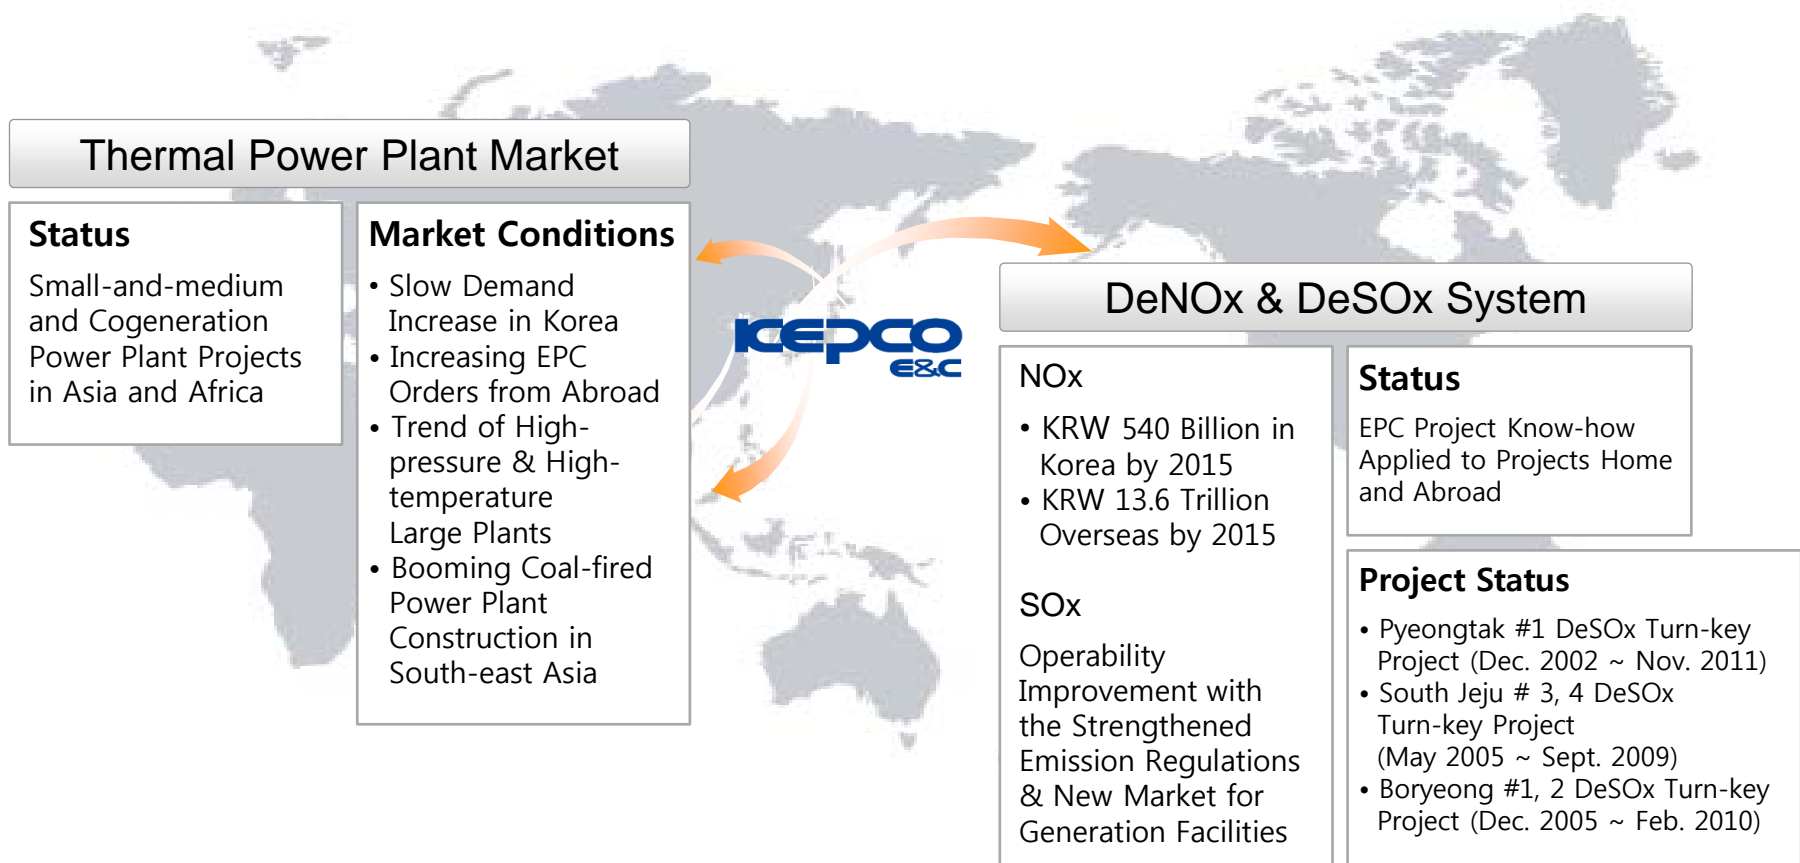 Thermal Power Plant Market
Status
Small-and-medium
and Cogeneration
Power Plant Projects
in Asia and Africa
Market Conditions
• Slow Demand
Increase in Korea
• Increasing EPC
Orders from Abroad
• Trend of High-
pressure & High-
temperature
Large Plants
• Booming Coal-fired
Power Plant
Construction in
South-east Asia
KEPCO
E&C
DeNOx & DeSOx System
NOx
• KRW 540 Billion in
Korea by 2015
• KRW 13.6 Trillion
Overseas by 2015
SOx
Operability
Improvement with
the Strengthened
Emission Regulations
& New Market for
Generation Facilities
Status
EPC Project Know-how
Applied to Projects Home
and Abroad
Project Status
• Pyeongtak #1 DeSOx Turn-key
Project (Dec. 2002 ~ Nov. 2011)
• South Jeju # 3, 4 DeSOx
Turn-key Project
(May 2005 ~ Sept. 2009)
• Boryeong #1, 2 DeSOx Turn-key
Project (Dec. 2005 ~ Feb. 2010)